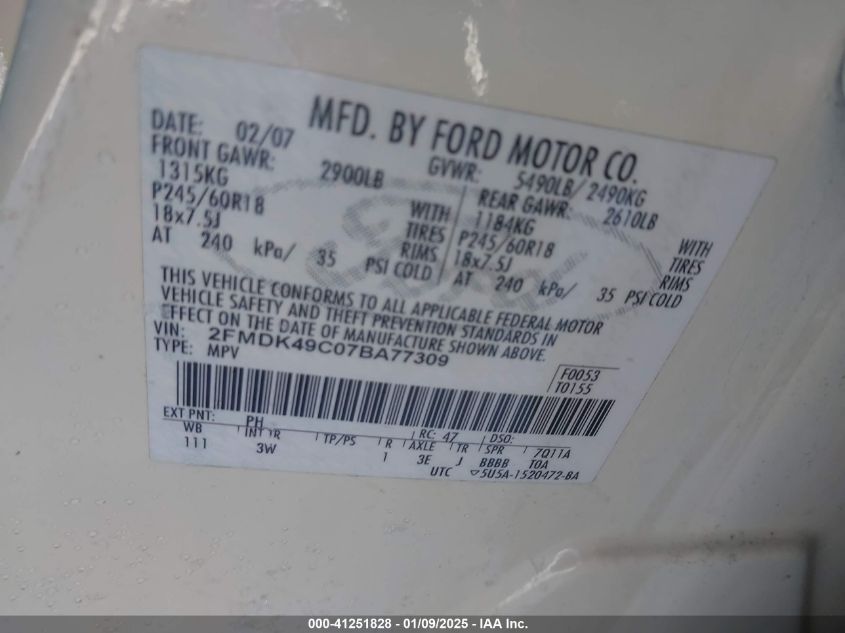 MFD. BY FORD MOTOR CO.
DATE: 02/07 GVWR: 5490LB/ 2490KG
FRONT GAWR: 2900LB REAR GAWR: 2610LB
1315KG 1184KG
P245/60R18 WITH TIRES P245/60R18 WITH TIRES
18x7.5J RIMS 18x7.5J RIMS
AT 240 kPa/ 35 PSI COLD AT 240 kPa/ 35 PSI COLD
THIS VEHICLE CONFORMS TO ALL APPLICABLE FEDERAL MOTOR
VEHICLE SAFETY AND THEFT PREVENTION STANDARDS IN
EFFECT ON THE DATE OF MANUFACTURE SHOWN ABOVE.
VIN: 2FMDK49C07BA77309
TYPE: MPV
F0053
T0155
EXT PNT: PH RC: 47 DSO:
WB INT TR TP/PS R AXLE TR SPR 7Q11A
111 3W 1 3E J BBBB TOA
UTC ▽5U5A-1520472-BA
000-41251828 - 01/09/2025 - IAA Inc.